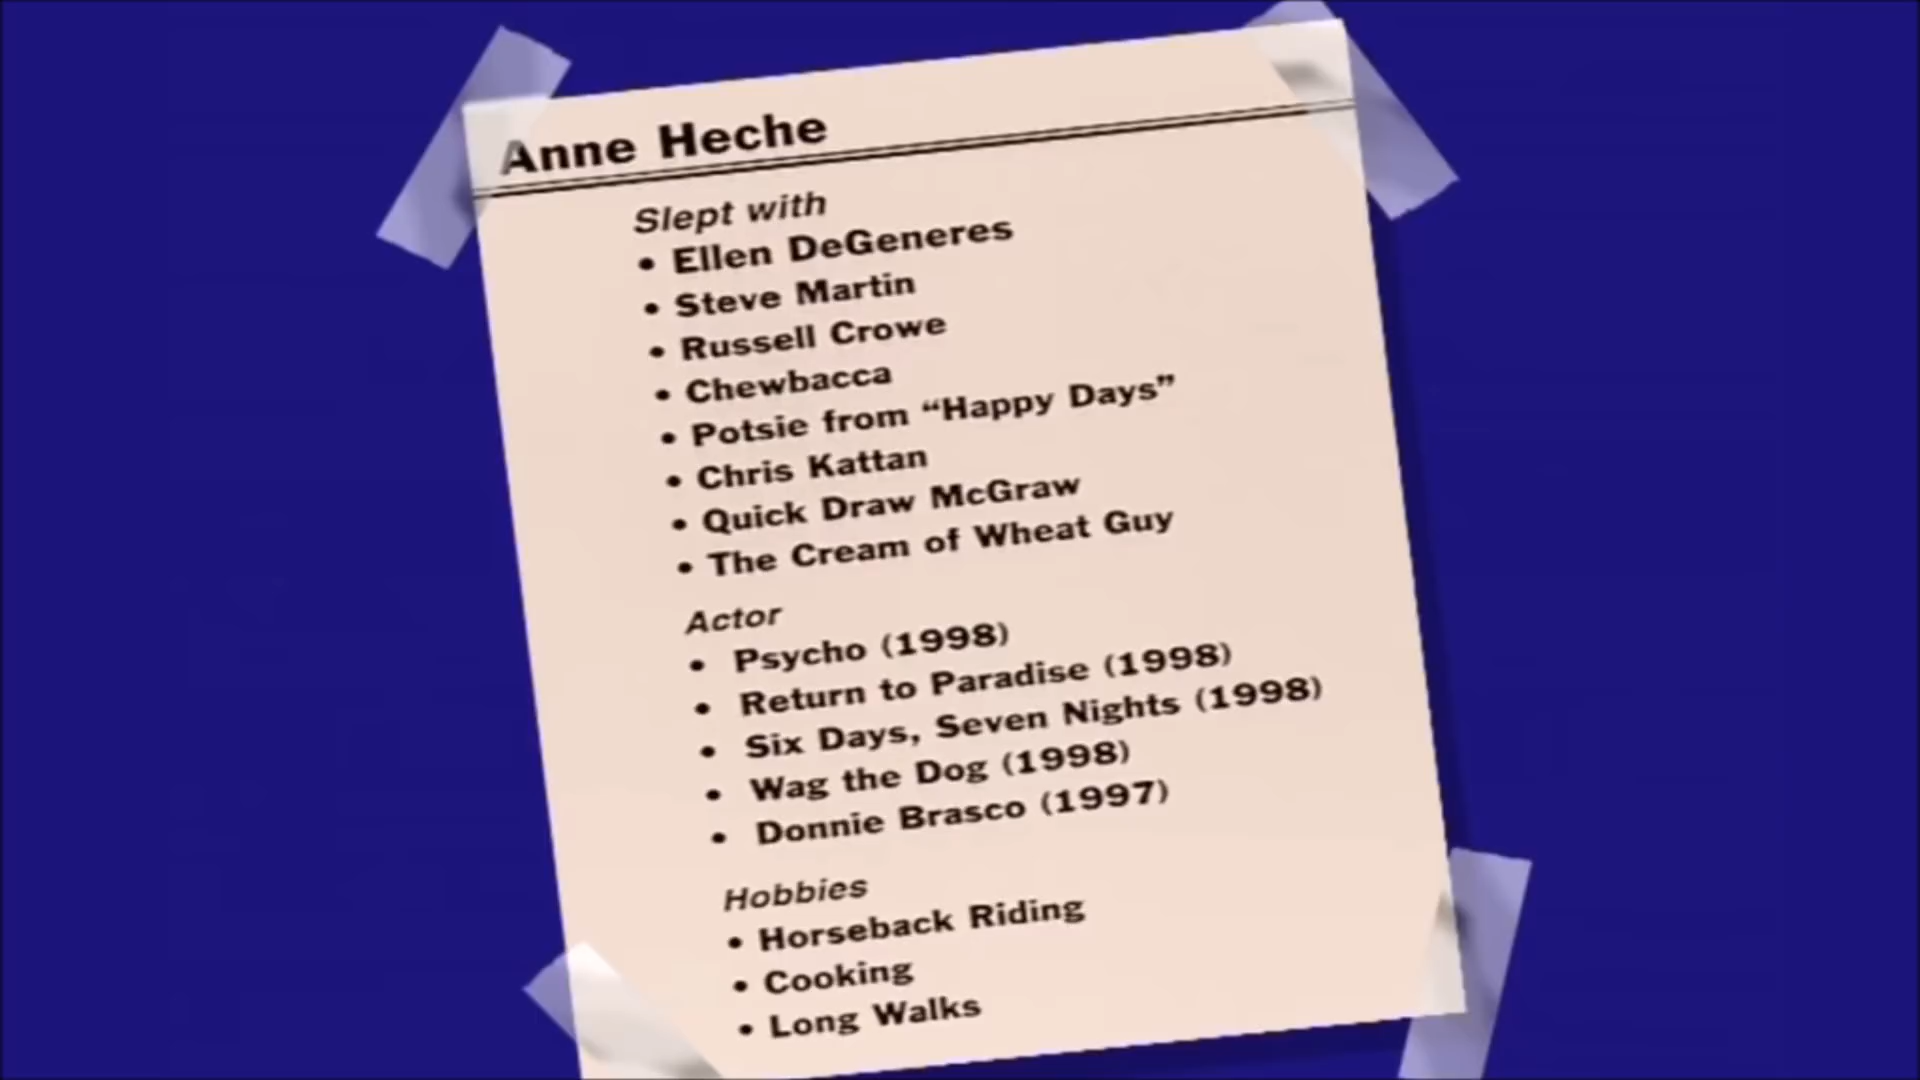 Anne Heche
Slept with
• Ellen DeGeneres
• Steve Martin
• Russell Crowe
• Chewbacca
• Potsie from “Happy Days”
• Chris Kattan
• Quick Draw McGraw
• The Cream of Wheat Guy
Actor
• Psycho (1998)
• Return to Paradise (1998)
• Six Days, Seven Nights (1998)
• Wag the Dog (1998)
• Donnie Brasco (1997)
Hobbies
• Horseback Riding
• Cooking
• Long Walks